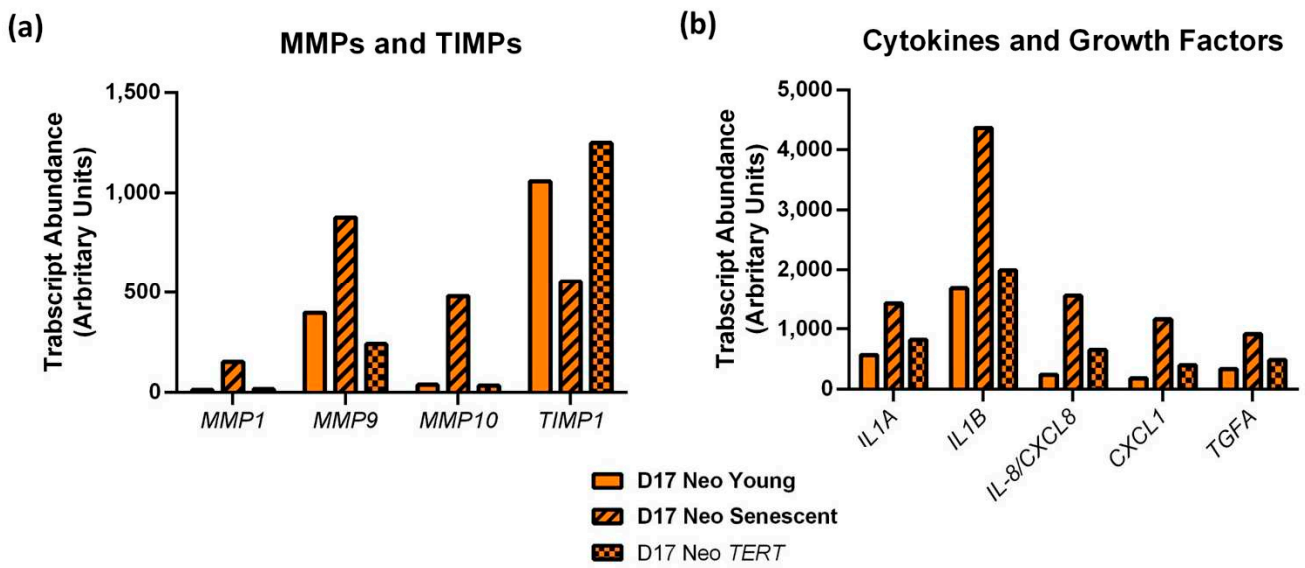 (a)
MMPs and TIMPs
Trabscript Abundance
(Arbritary Units)
1,500
1,000
500
0
MMP1 MMP9 MMP10 TIMP1
(b)
Cytokines and Growth Factors
Trabscript Abundance
(Arbritary Units)
5,000
4,000
3,000
2,000
1,000
0
IL1A IL1B IL-8/CXCL8 CXCL1 TGFA
D17 Neo Young
D17 Neo Senescent
D17 Neo TERT